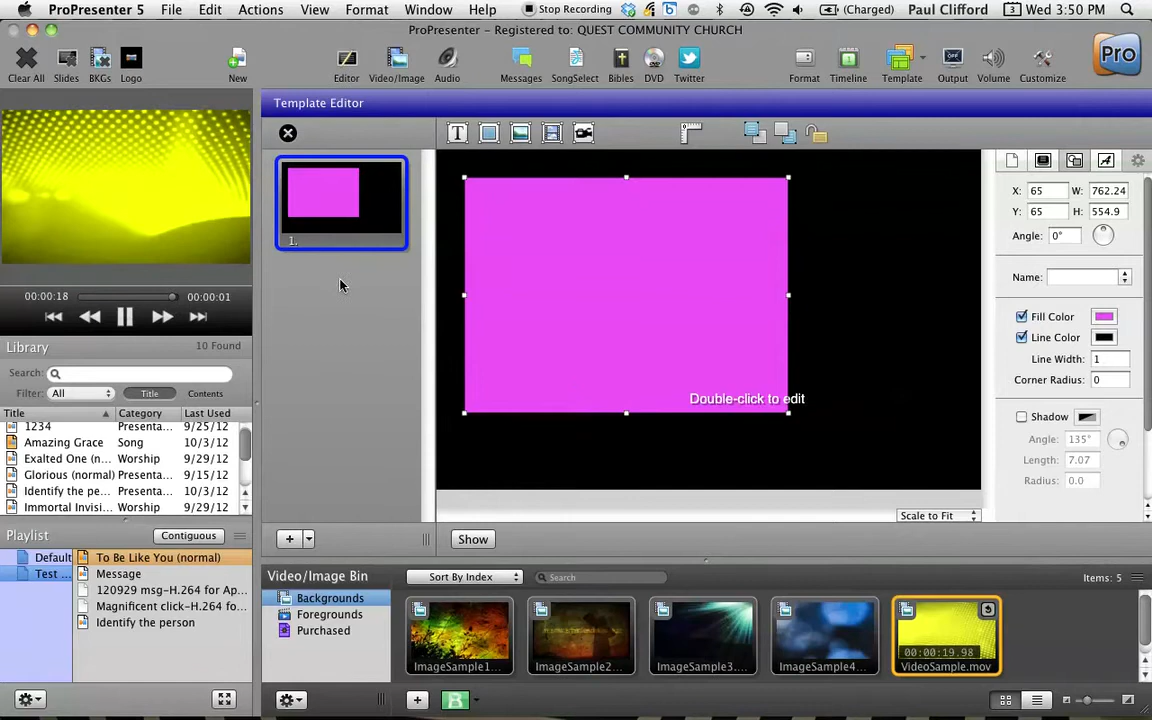 ProPresenter 5 File Edit Actions View Format Window Help Stop Recording (Charged) Paul Clifford 3 Wed 3:50 PM
ProPresenter - Registered to: QUEST COMMUNITY CHURCH
Clear All Slides BKGs Logo New Editor Video/Image Audio Messages SongSelect Bibles DVD Twitter Format Timeline Template Output Volume Customize
Pro
Template Editor
T
1.
Double-click to edit
X: 65 W: 762.24
Y: 65 H: 554.9
Angle: 0°
Name:
Fill Color
Line Color
Line Width: 1
Corner Radius: 0
Shadow
Angle: 135°
Length: 7.07
Radius: 0.0
Scale to Fit
Show
00:00:18 00:00:01
Library 10 Found
Search:
Filter: All Title Contents
Title Category Last Used
1234 Presenta... 9/25/12
Amazing Grace Song 10/3/12
Exalted One (n... Worship 9/29/12
Glorious (normal) Presenta... 9/15/12
Identify the pe... Presenta... 10/3/12
Immortal Invisi... Worship 9/29/12
Playlist Contiguous
Default To Be Like You (normal)
Test ... Message
120929 msg-H.264 for Ap...
Magnificent click-H.264 fo...
Identify the person
Video/Image Bin Sort By Index Search Items: 5
Backgrounds
Foregrounds
Purchased
00:00:19.98
ImageSample1... ImageSample2... ImageSample3.... ImageSample4... VideoSample.mov
B